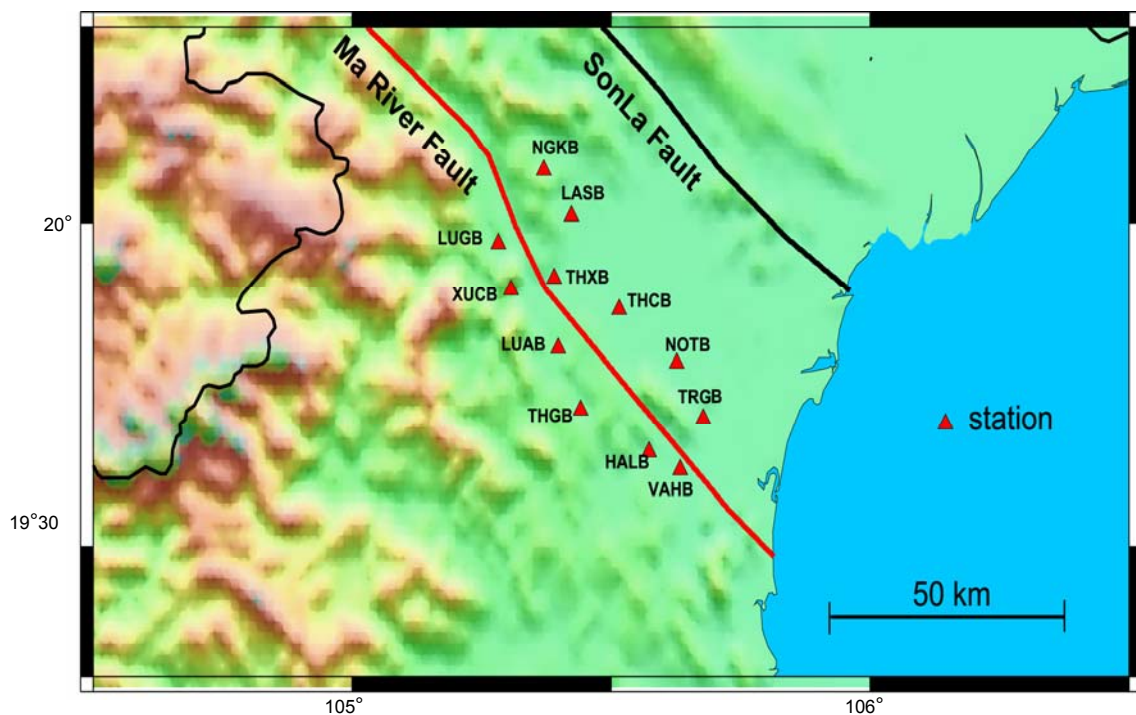 Ma River Fault
SonLa Fault
NGKB
LASB
20°
LUGB
THXB
XUCB
THCB
LUAB
NOTB
TRGB
THGB
station
HALB
VAHB
19°30
50 km
105°
106°